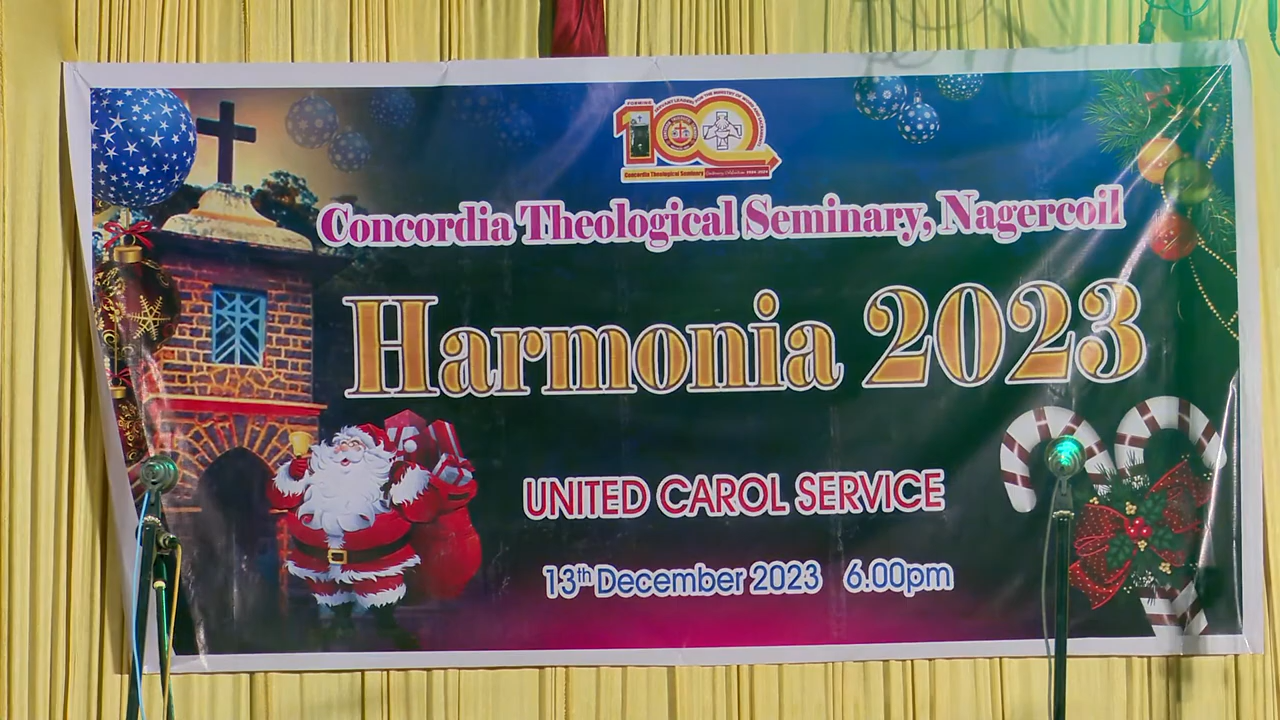 100
Concordia Theological Seminary
Concordia Theological Seminary, Nagercoil
Harmonia 2023
UNITED CAROL SERVICE
13th December 2023 6.00pm